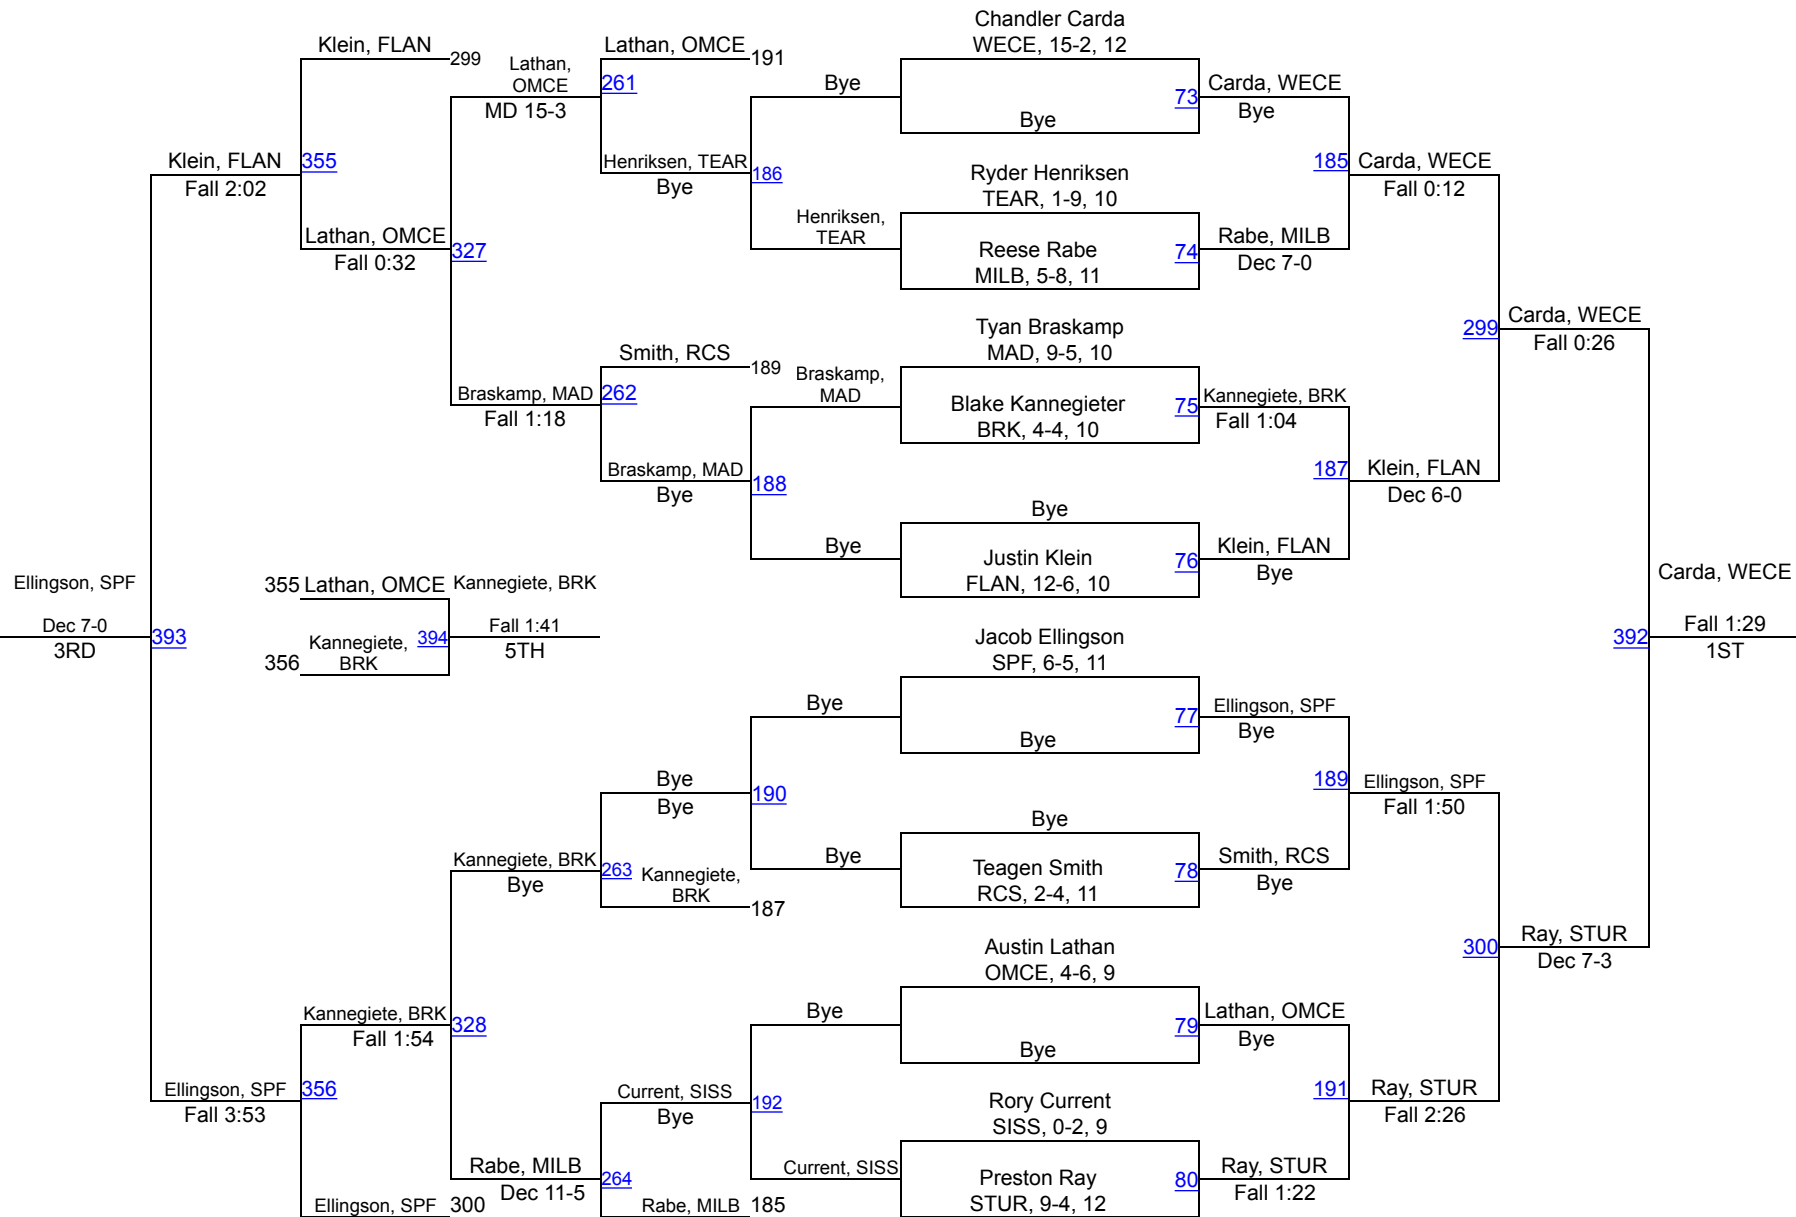 Chandler Carda
WECE, 15-2, 12
Klein, FLAN
299
Lathan,
OMCE
MD 15-3
Lathan, OMCE
191
261
Bye
73
Carda, WECE
Bye
Bye
Klein, FLAN
Fall 2:02
355
Henriksen, TEAR
Bye
186
Ryder Henriksen
TEAR, 1-9, 10
185
Carda, WECE
Fall 0:12
Henriksen,
TEAR
Lathan, OMCE
Fall 0:32
327
Reese Rabe
MILB, 5-8, 11
74
Rabe, MILB
Dec 7-0
Tyan Braskamp
MAD, 9-5, 10
299
Carda, WECE
Fall 0:26
Smith, RCS
189
Braskamp,
MAD
Braskamp, MAD
Fall 1:18
262
Blake Kannegieter
BRK, 4-4, 10
75
Kannegiete, BRK
Fall 1:04
Braskamp, MAD
Bye
188
187
Klein, FLAN
Dec 6-0
Bye
Bye
Justin Klein
FLAN, 12-6, 10
76
Klein, FLAN
Bye
Ellingson, SPF
Dec 7-0
3RD
393
355
Lathan, OMCE
Kannegiete, BRK
356
Kannegiete,
BRK
394
Fall 1:41
5TH
Carda, WECE
392
Fall 1:29
1ST
Jacob Ellingson
SPF, 6-5, 11
Bye
77
Ellingson, SPF
Bye
Bye
Bye
Bye
190
189
Ellingson, SPF
Fall 1:50
Bye
Kannegiete, BRK
Bye
263
Kannegiete,
BRK
187
Bye
Teagen Smith
RCS, 2-4, 11
78
Smith, RCS
Bye
Austin Lathan
OMCE, 4-6, 9
300
Ray, STUR
Dec 7-3
Kannegiete, BRK
Fall 1:54
328
Bye
79
Lathan, OMCE
Bye
Bye
Ellingson, SPF
Fall 3:53
356
Current, SISS
Bye
192
Rory Current
SISS, 0-2, 9
191
Ray, STUR
Fall 2:26
Rabe, MILB
Dec 11-5
264
Current, SISS
Preston Ray
STUR, 9-4, 12
80
Ray, STUR
Fall 1:22
Ellingson, SPF
300
Rabe, MILB
185